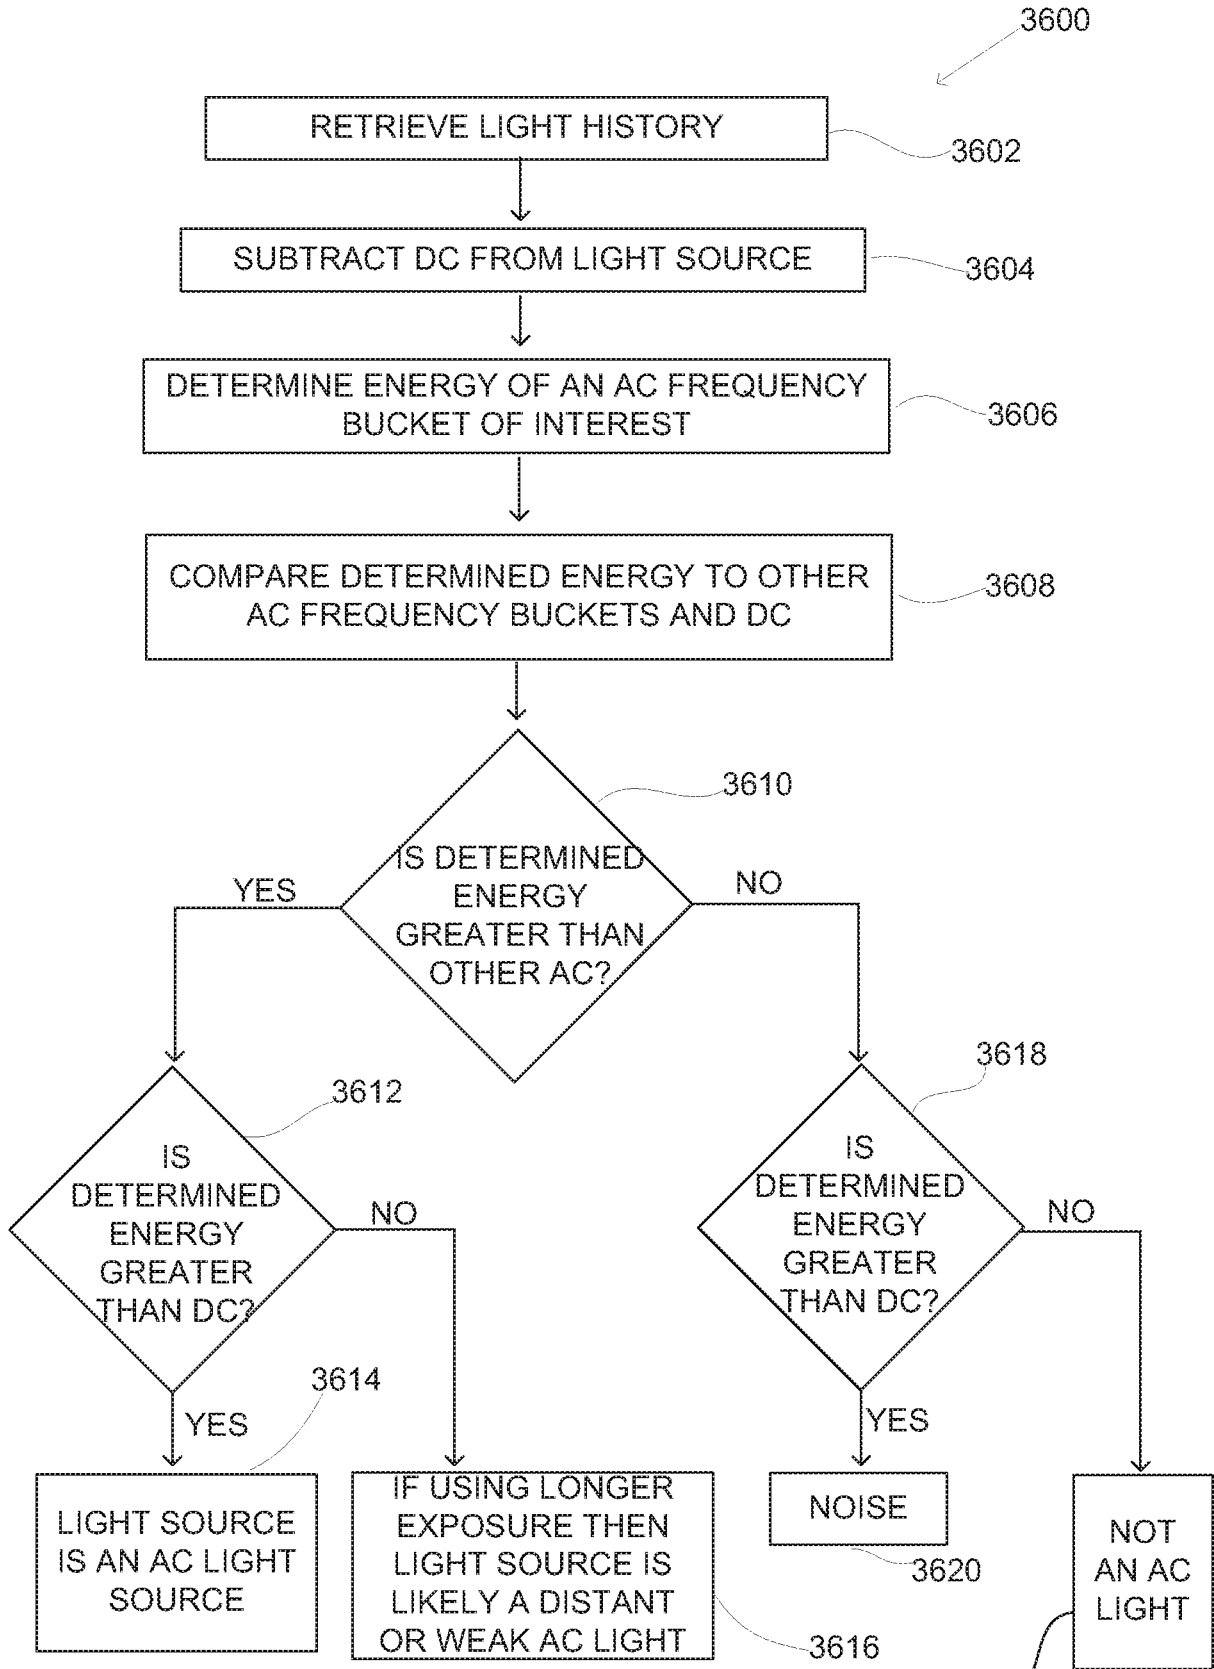 3600
RETRIEVE LIGHT HISTORY
3602
SUBTRACT DC FROM LIGHT SOURCE
3604
DETERMINE ENERGY OF AN AC FREQUENCY
BUCKET OF INTEREST
3606
COMPARE DETERMINED ENERGY TO OTHER
AC FREQUENCY BUCKETS AND DC
3608
3610
IS DETERMINED
ENERGY
GREATER THAN
OTHER AC?
YES
NO
3612
IS
DETERMINED
ENERGY
GREATER
THAN DC?
NO
YES
3618
IS
DETERMINED
ENERGY
GREATER
THAN DC?
NO
YES
3614
LIGHT SOURCE
IS AN AC LIGHT
SOURCE
IF USING LONGER
EXPOSURE THEN
LIGHT SOURCE IS
LIKELY A DISTANT
OR WEAK AC LIGHT
3616
NOISE
3620
NOT
AN AC
LIGHT